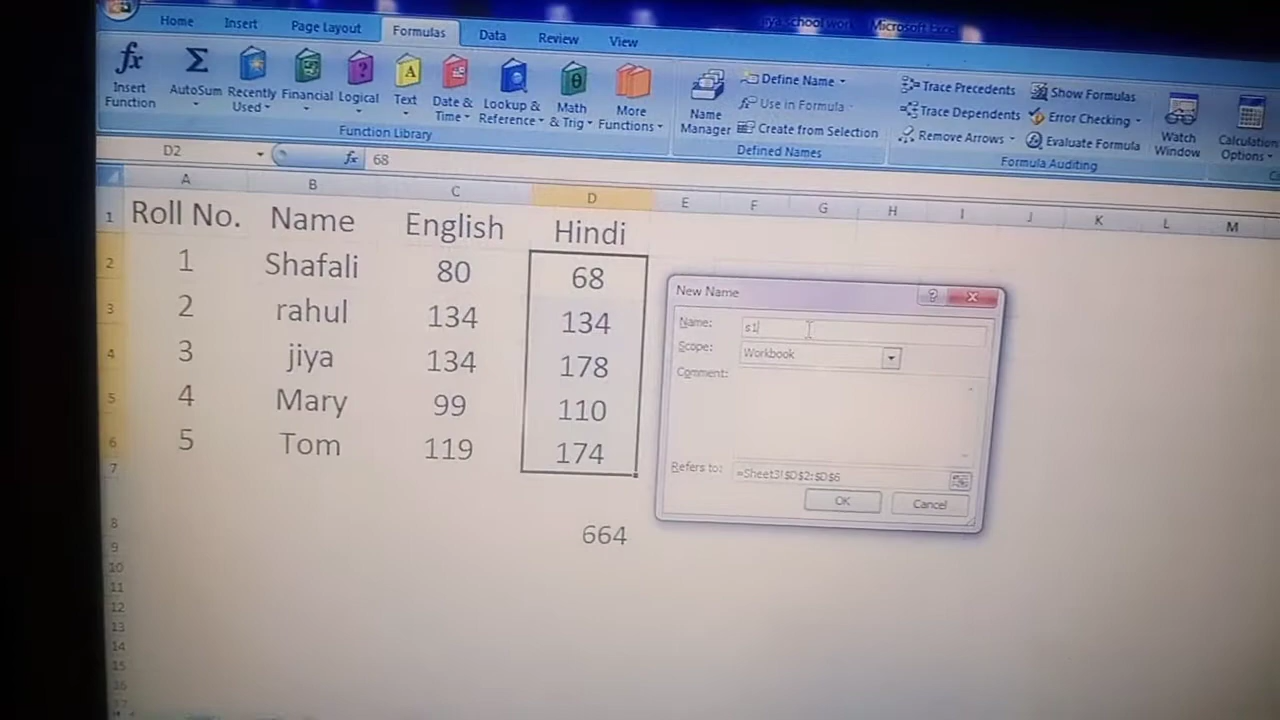 school work Microsoft Excel
Home Insert Page Layout Formulas Data Review View
fx Σ A θ
Insert Function
AutoSum
Recently Used
Financial
Logical
Text
Date & Time
Lookup & Reference
Math & Trig
More Functions
Function Library
Name Manager
Define Name
Use in Formula
Create from Selection
Defined Names
Trace Precedents
Trace Dependents
Remove Arrows
Show Formulas
Error Checking
Evaluate Formula
Formula Auditing
Watch Window
Calculation Options
D2 fx 68
A B C D E F G H I J K L M
1 Roll No. Name English Hindi
2 1 Shafali 80 68
3 2 rahul 134 134
4 3 jiya 134 178
5 4 Mary 99 110
6 5 Tom 119 174
7
8 664
9
10
11
12
13
14
15
16
17
New Name
Name: s1
Scope: Workbook
Comment:
Refers to: =Sheet3!$D$2:$D$6
OK Cancel